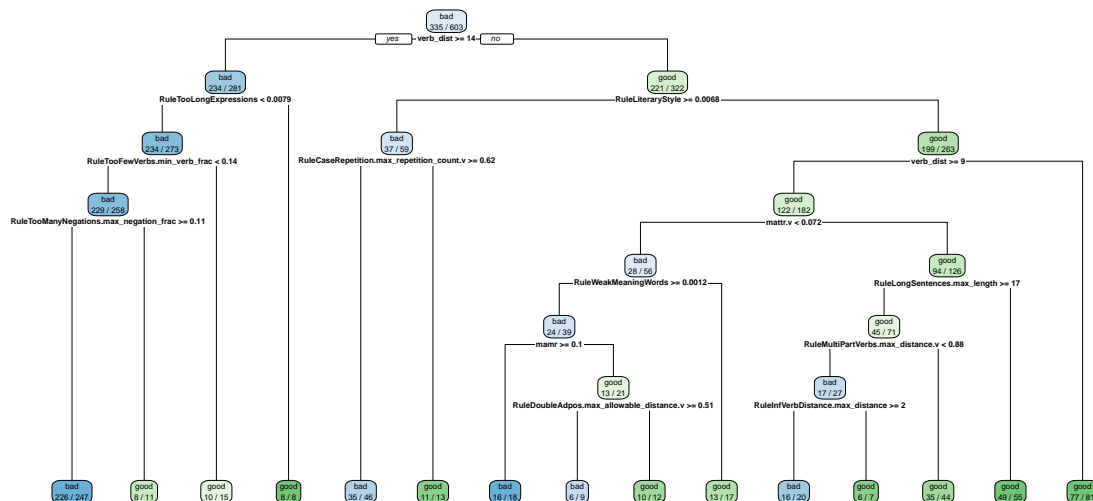 bad
335 / 603
yes verb_dist >= 14 no
bad
234 / 281
RuleTooLongExpressions < 0.0079
good
221 / 322
RuleLiteraryStyle >= 0.0068
bad
234 / 273
RuleTooFewVerbs.min_verb_frac < 0.14
bad
37 / 59
RuleCaseRepetition.max_repetition_count.v >= 0.62
good
199 / 263
verb_dist >= 9
bad
229 / 258
RuleTooManyNegations.max_negation_frac >= 0.11
good
122 / 182
mattr.v < 0.072
bad
28 / 56
RuleWeakMeaningWords >= 0.0012
good
94 / 126
RuleLongSentences.max_length >= 17
bad
24 / 39
mamr >= 0.1
good
45 / 71
RuleMultiPartVerbs.max_distance.v < 0.88
good
13 / 21
RuleDoubleAdpos.max_allowable_distance.v >= 0.51
bad
17 / 27
RuleInfVerbDistance.max_distance >= 2
bad
226 / 247
good
8 / 11
good
10 / 15
good
8 / 8
bad
35 / 46
good
11 / 13
bad
16 / 18
bad
6 / 9
good
10 / 12
good
13 / 17
bad
16 / 20
good
6 / 7
good
35 / 44
good
49 / 55
good
77 / 81